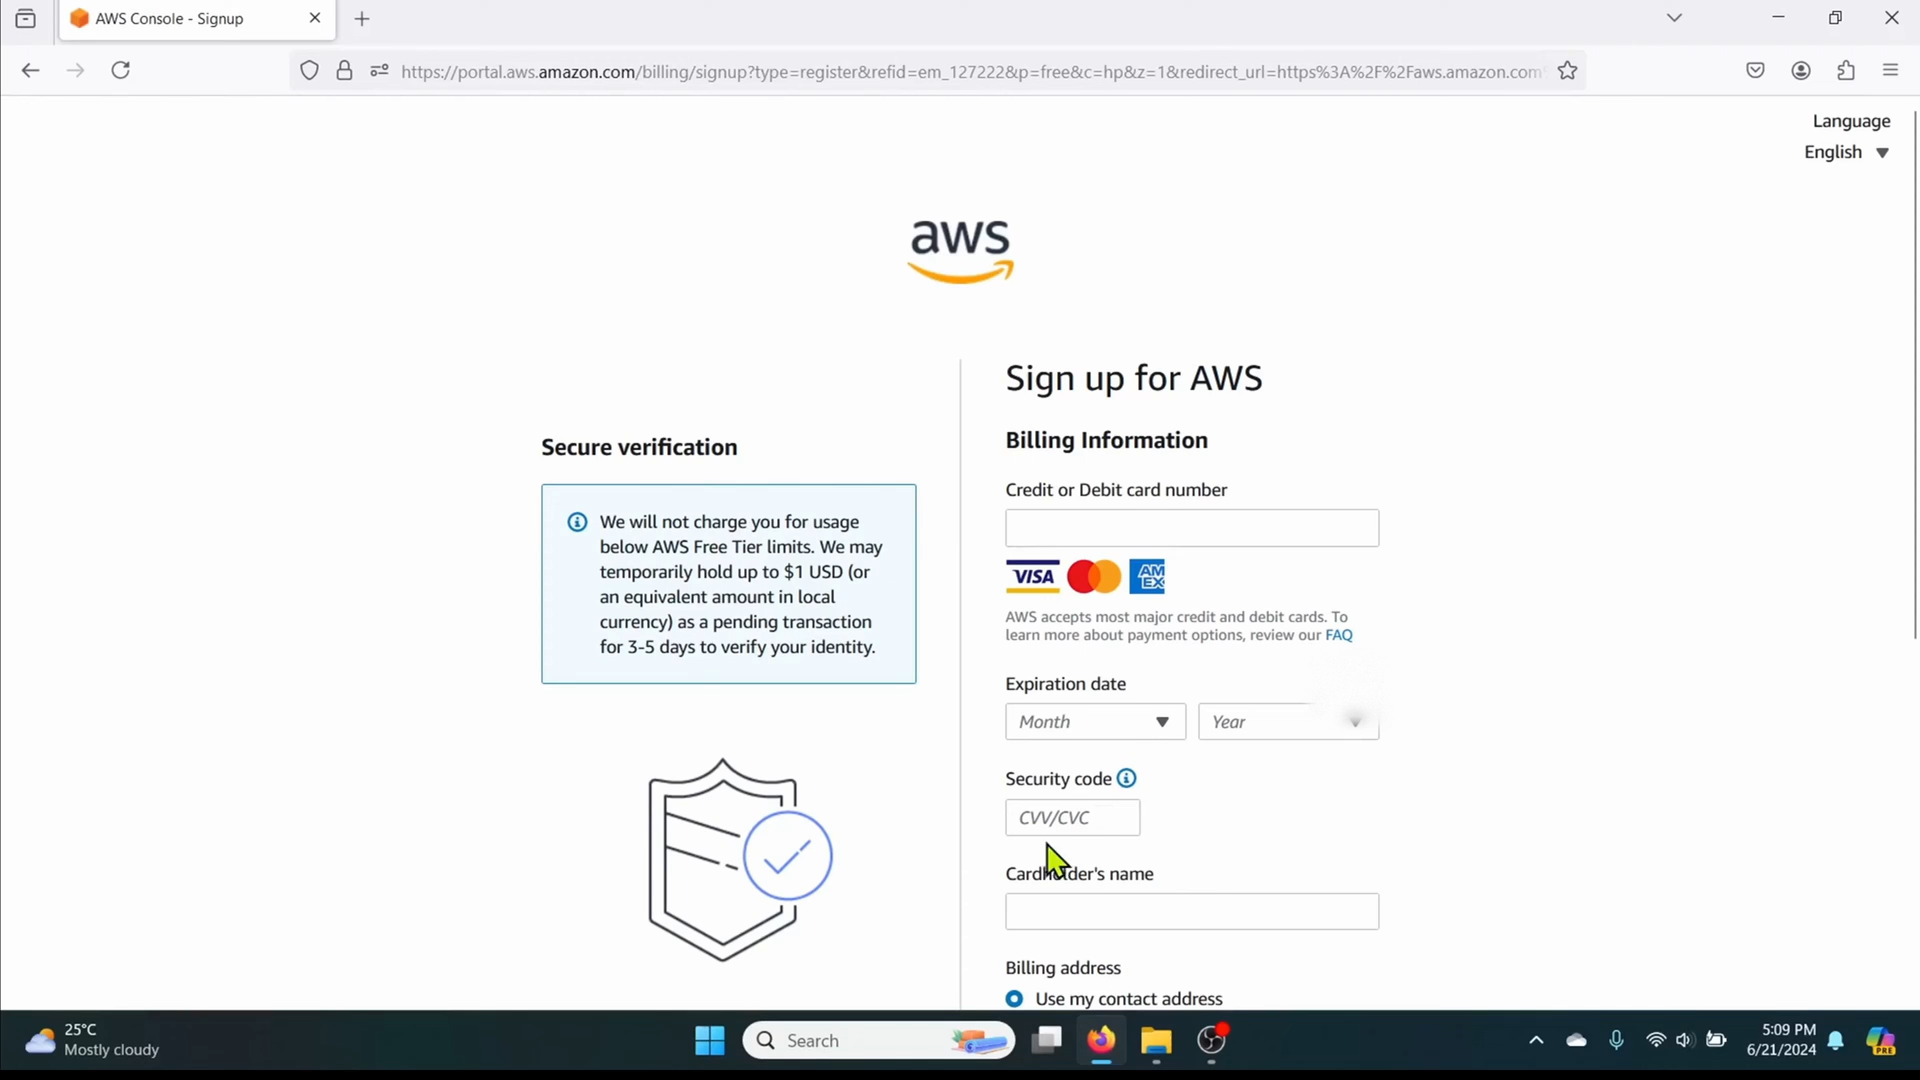 AWS Console - Signup
https://portal.aws.amazon.com/billing/signup?type=register&refid=em_127222&p=free&c=hp&z=1&redirect_url=https%3A%2F%2Faws.amazon.com
Language
English
aws
Sign up for AWS
Secure verification
We will not charge you for usage
below AWS Free Tier limits. We may
temporarily hold up to $1 USD (or
an equivalent amount in local
currency) as a pending transaction
for 3-5 days to verify your identity.
Billing Information
Credit or Debit card number
VISA
AM
EX
AWS accepts most major credit and debit cards. To
learn more about payment options, review our FAQ
Expiration date
Month
Year
Security code
CVV/CVC
Cardholder's name
Billing address
Use my contact address
25°C
Mostly cloudy
Search
5:09 PM
6/21/2024
PRE